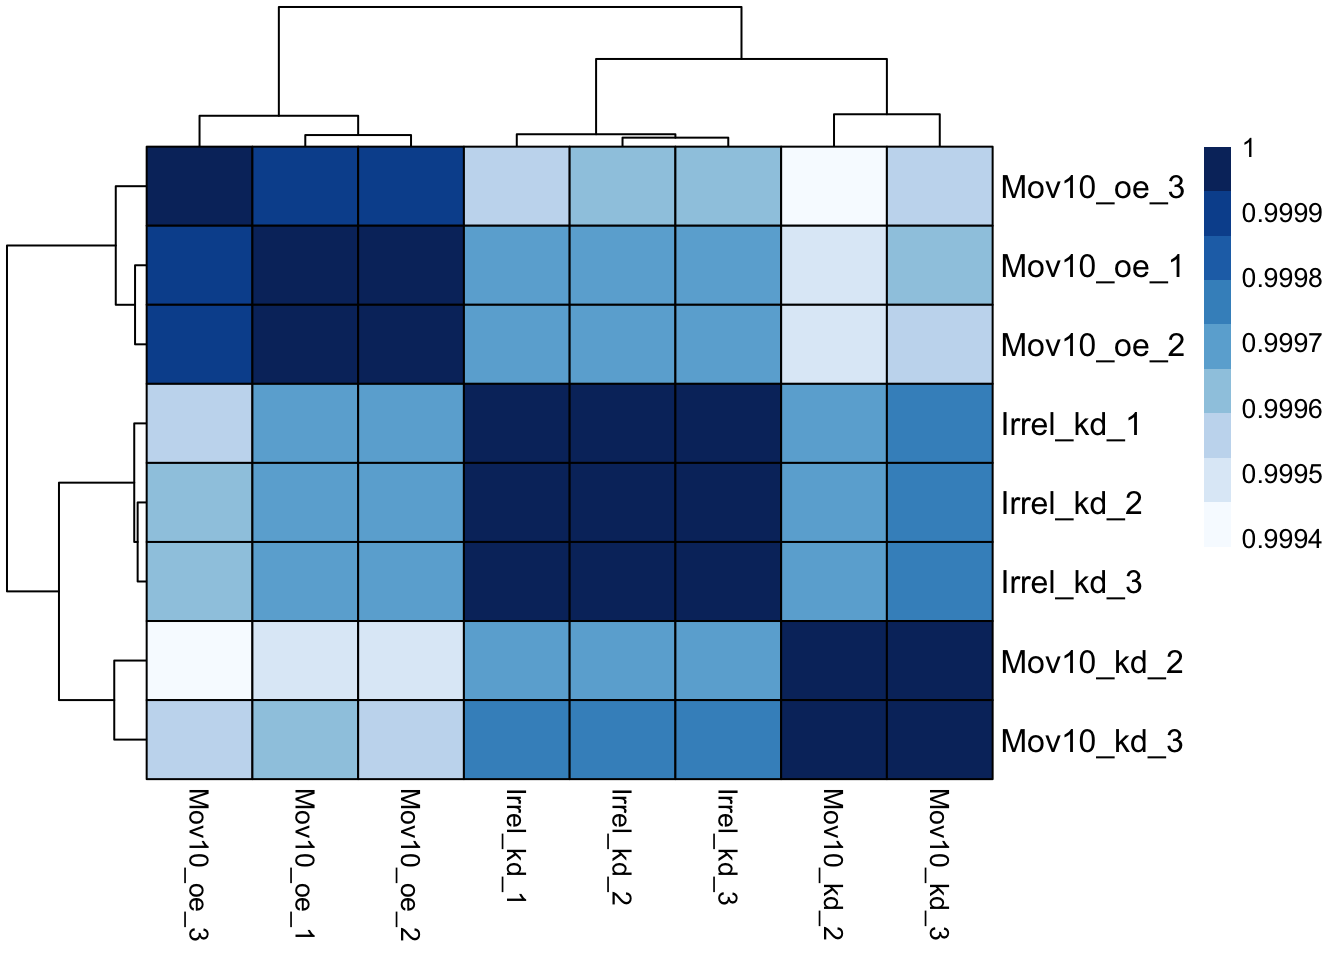 Mov10_oe_3
Mov10_oe_1
Mov10_oe_2
Irrel_kd_1
Irrel_kd_2
Irrel_kd_3
Mov10_kd_2
Mov10_kd_3
1
0.9999
0.9998
0.9997
0.9996
0.9995
0.9994
Mov10_oe_3
Mov10_oe_1
Mov10_oe_2
Irrel_kd_1
Irrel_kd_2
Irrel_kd_3
Mov10_kd_2
Mov10_kd_3